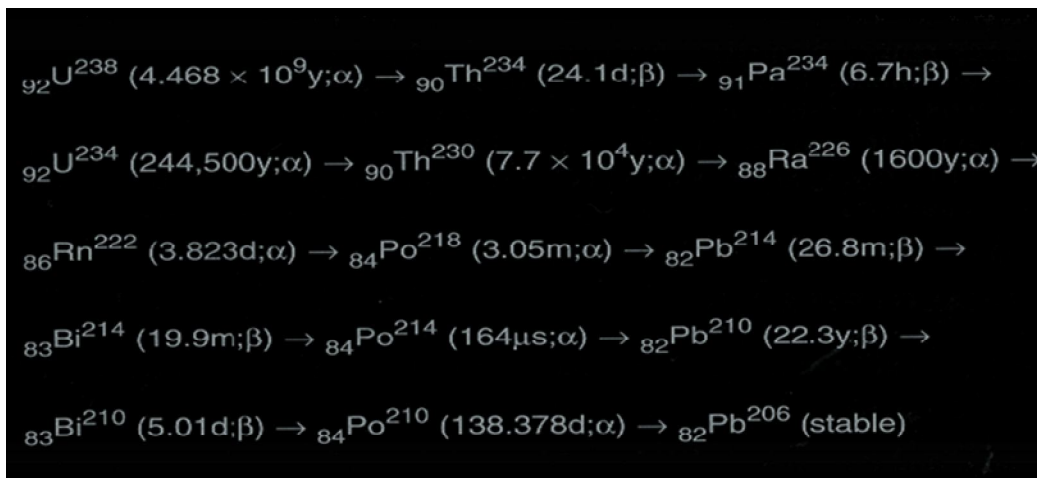 ₉₂U²³⁸ (4.468 × 10⁹y;α) → ₉₀Th²³⁴ (24.1d;β) → ₉₁Pa²³⁴ (6.7h;β) →
₉₂U²³⁴ (244,500y;α) → ₉₀Th²³⁰ (7.7 × 10⁴y;α) → ₈₈Ra²²⁶ (1600y;α) →
₈₆Rn²²² (3.823d;α) → ₈₄Po²¹⁸ (3.05m;α) → ₈₂Pb²¹⁴ (26.8m;β) →
₈₃Bi²¹⁴ (19.9m;β) → ₈₄Po²¹⁴ (164μs;α) → ₈₂Pb²¹⁰ (22.3y;β) →
₈₃Bi²¹⁰ (5.01d;β) → ₈₄Po²¹⁰ (138.378d;α) → ₈₂Pb²⁰⁶ (stable)